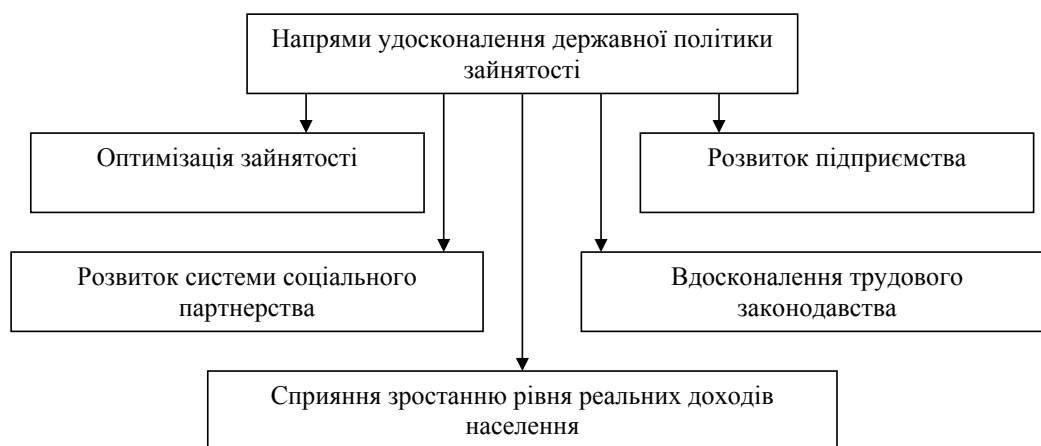 Напрями удосконалення державної політики
зайнятості
Оптимізація зайнятості
Розвиток підприємства
Розвиток системи соціального
партнерства
Вдосконалення трудового
законодавства
Сприяння зростанню рівня реальних доходів
населення